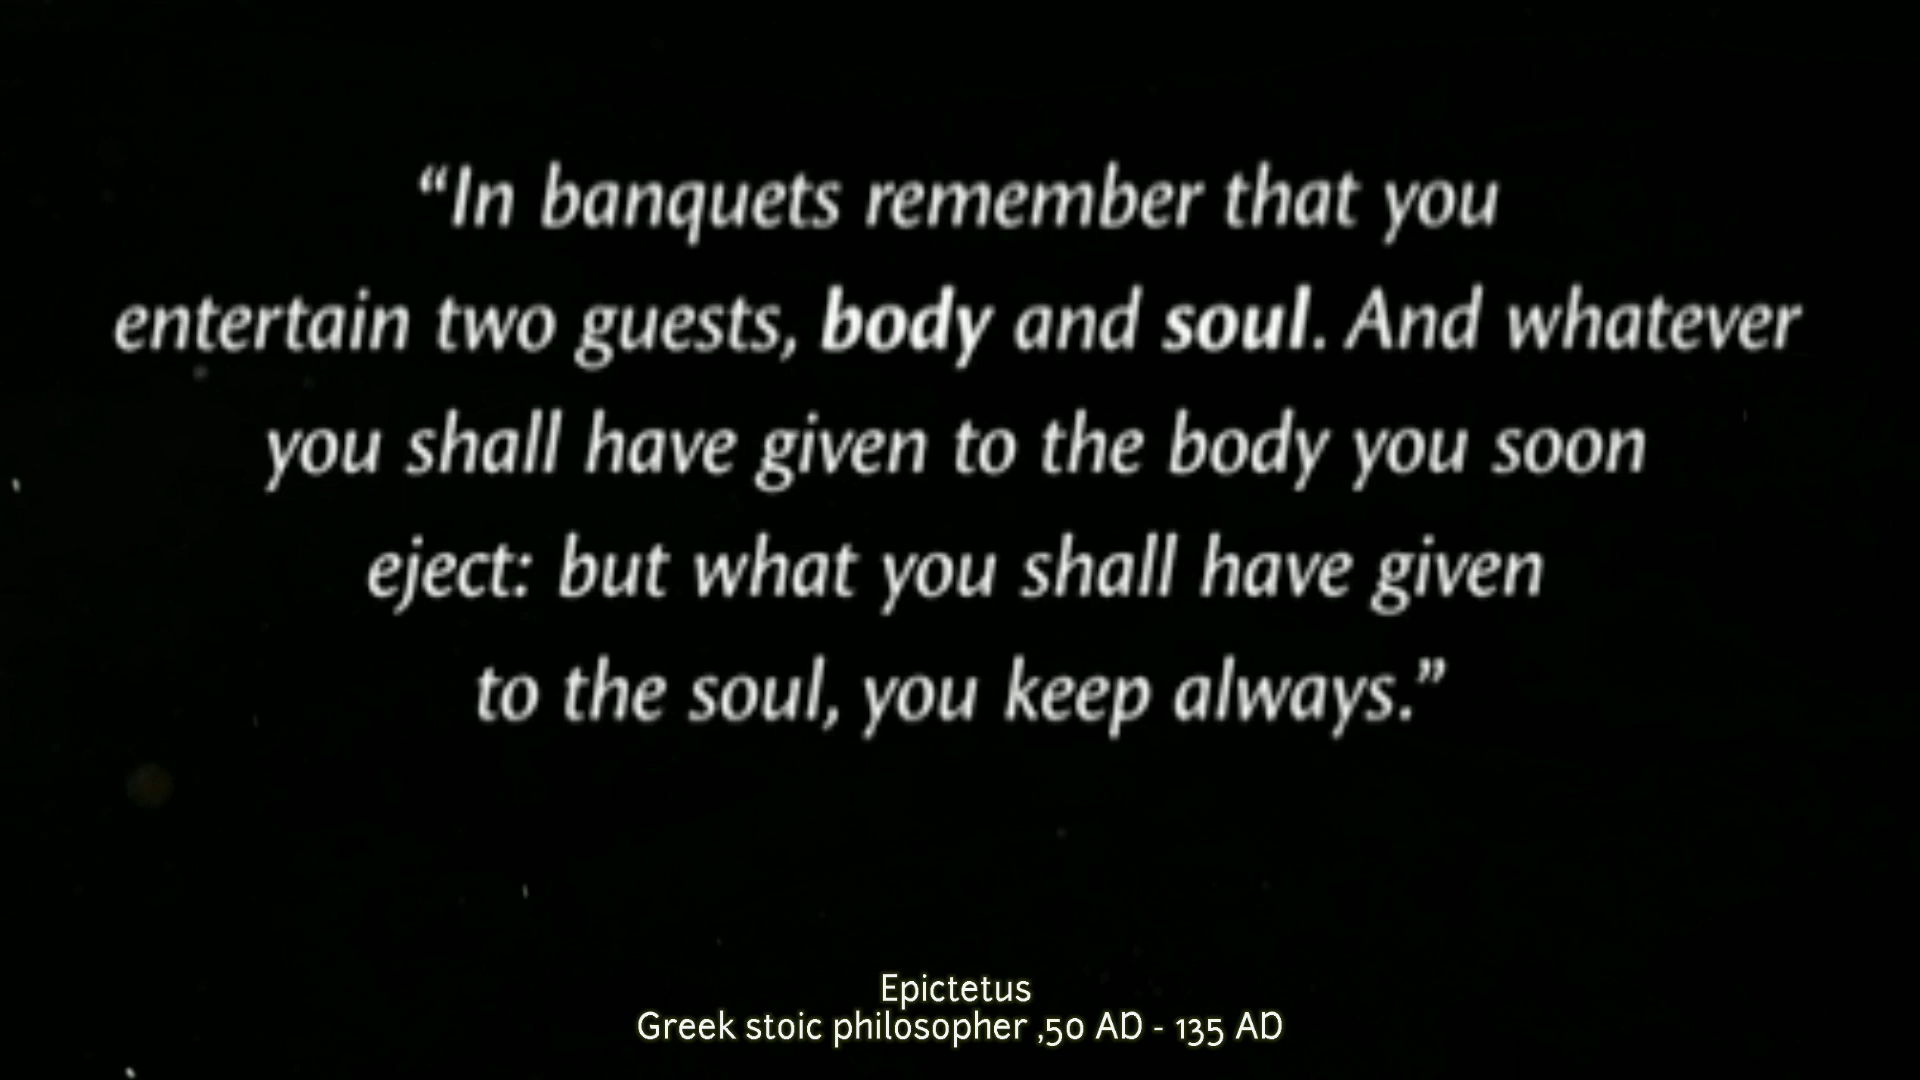 “In banquets remember that you
entertain two guests, body and soul. And whatever
you shall have given to the body you soon
eject: but what you shall have given
to the soul, you keep always.”
Epictetus
Greek stoic philosopher ,50 AD - 135 AD